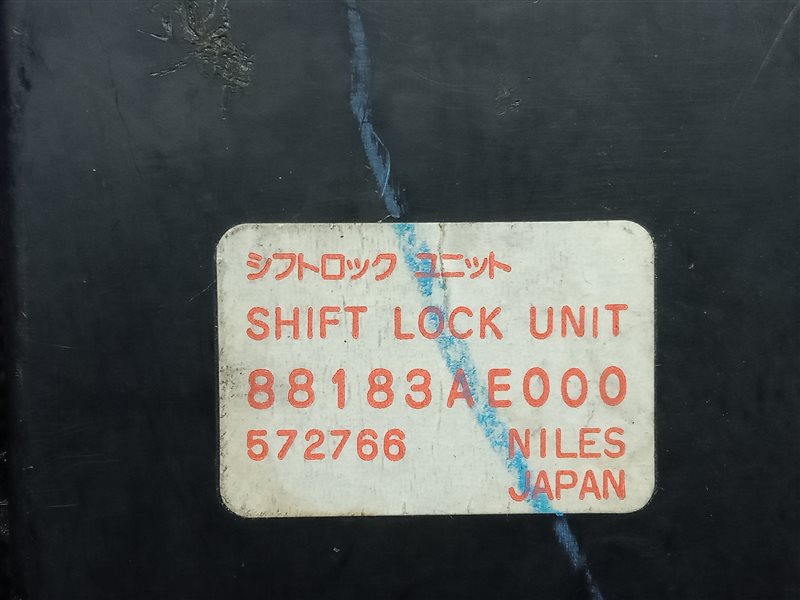 シフトロック ユニット
SHIFT LOCK UNIT
88183AE000
572766 NILES
JAPAN